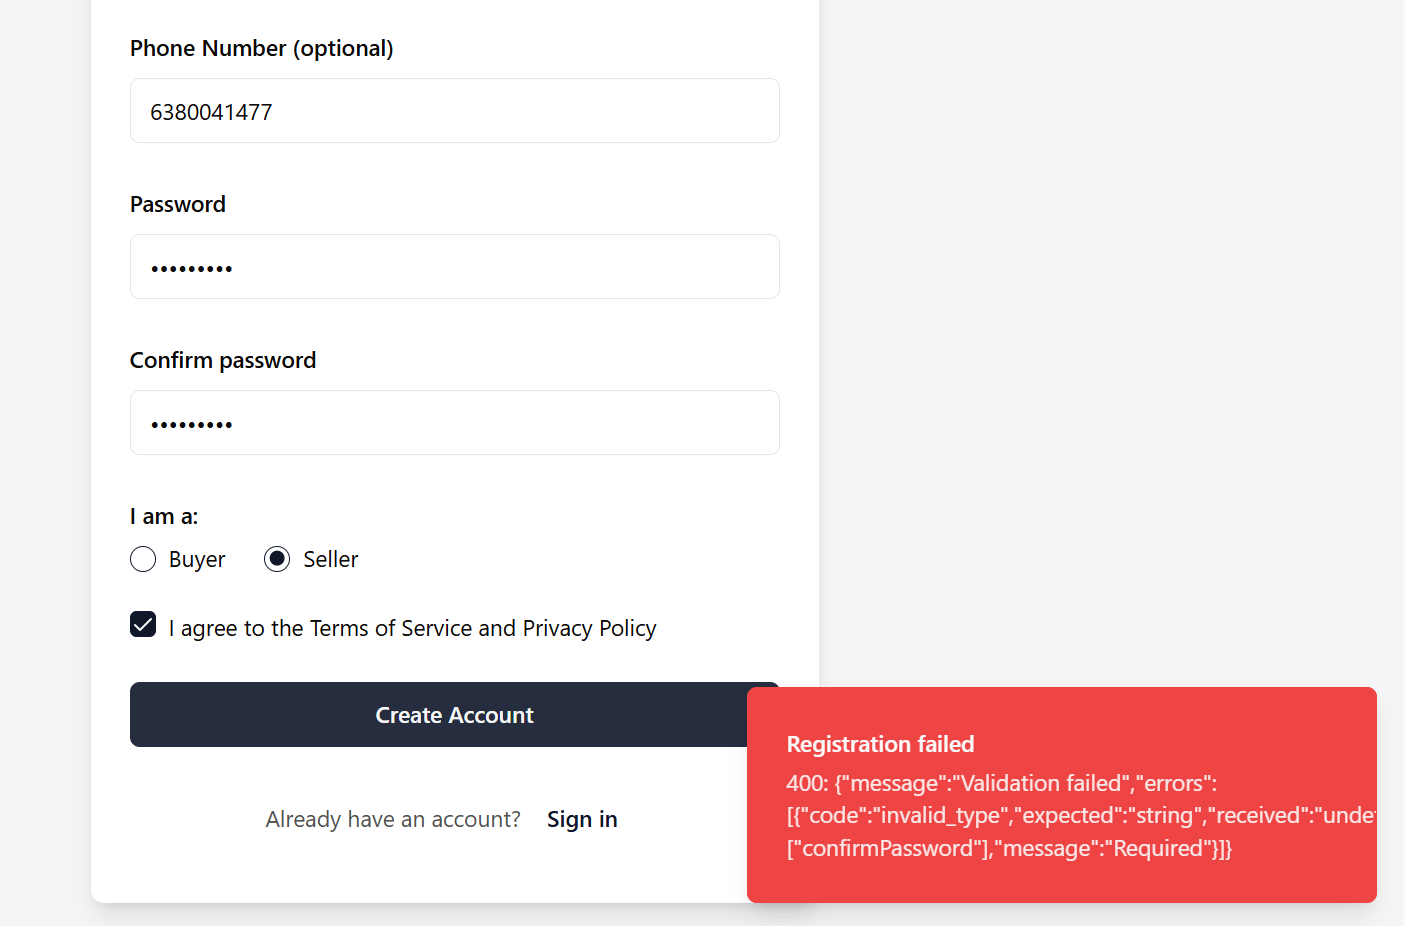 Phone Number (optional)
6380041477
Password
•••••••••
Confirm password
•••••••••
I am a:
Buyer Seller
I agree to the Terms of Service and Privacy Policy
Create Account
Already have an account? Sign in
Registration failed
400: {"message":"Validation failed","errors":
[{"code":"invalid_type","expected":"string","received":"unde
["confirmPassword"],"message":"Required"}]}